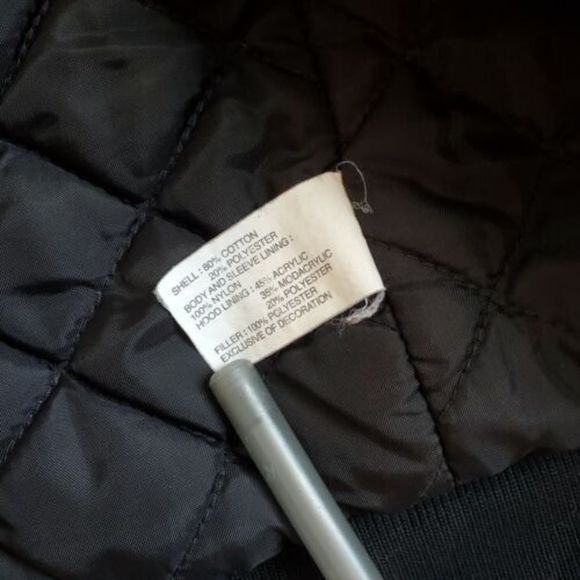 SHELL : 80% COTTON
20% POLYESTER
BODY AND SLEEVE LINING :
100% NYLON
HOOD LINING : 45% ACRYLIC
35% MODACRYLIC
20% POLYESTER
FILLER : 100% POLYESTER
EXCLUSIVE OF DECORATION